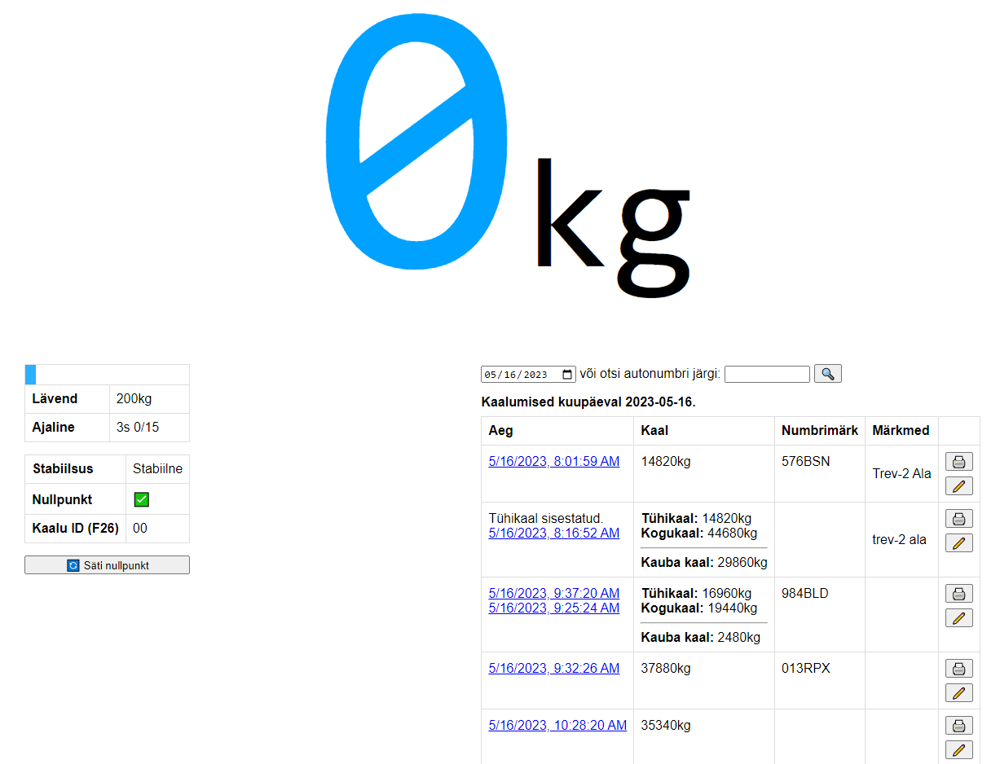 0kg
Lävend 200kg
Ajaline 3s 0/15
Stabiilsus Stabiilne
Nullpunkt ✅
Kaalu ID (F26) 00
Säti nullpunkt
05/16/2023 või otsi autonumbri järgi:
Kaalumised kuupäeval 2023-05-16.
Aeg Kaal Numbrimärk Märkmed
5/16/2023, 8:01:59 AM 14820kg 576BSN Trev-2 Ala
Tühikaal sisestatud. Tühikaal: 14820kg
5/16/2023, 8:16:52 AM Kogukaal: 44680kg trev-2 ala
Kauba kaal: 29860kg
5/16/2023, 9:37:20 AM Tühikaal: 16960kg 984BLD
5/16/2023, 9:25:24 AM Kogukaal: 19440kg
Kauba kaal: 2480kg
5/16/2023, 9:32:26 AM 37880kg 013RPX
5/16/2023, 10:28:20 AM 35340kg